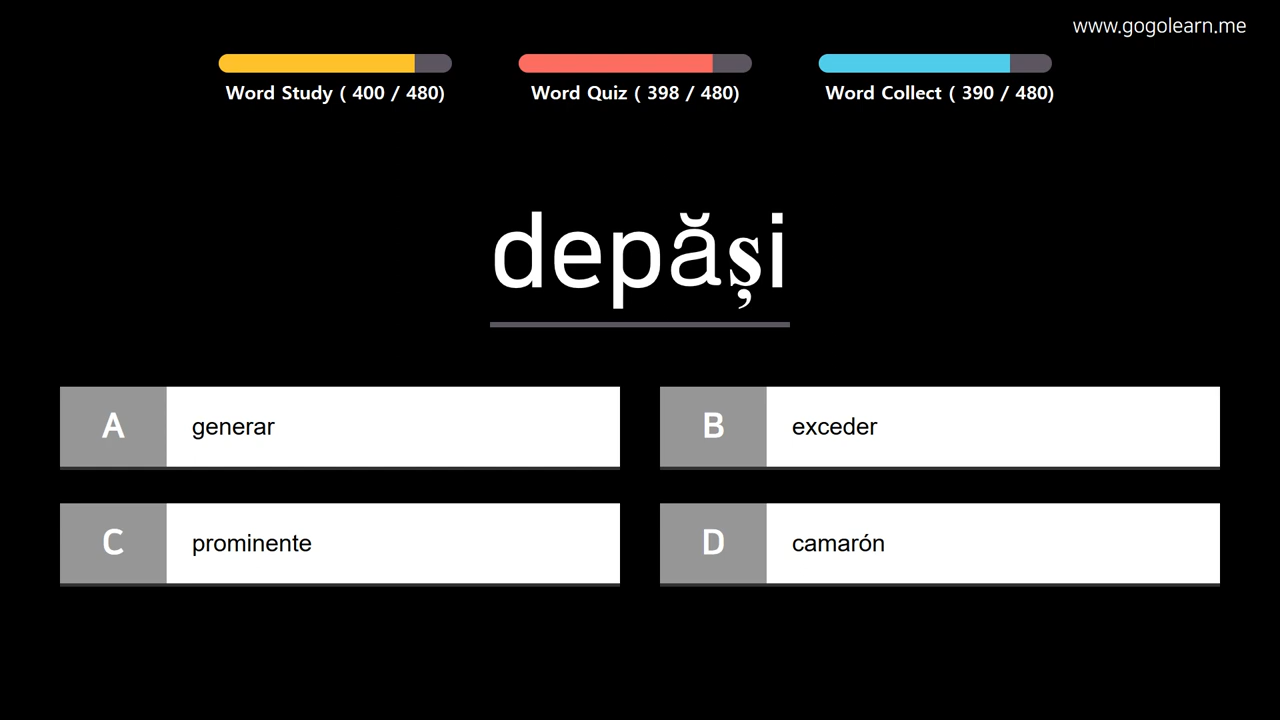 www.gogolearn.me
Word Study ( 400 / 480)
Word Quiz ( 398 / 480)
Word Collect ( 390 / 480)
depăși
A generar
B exceder
C prominente
D camarón